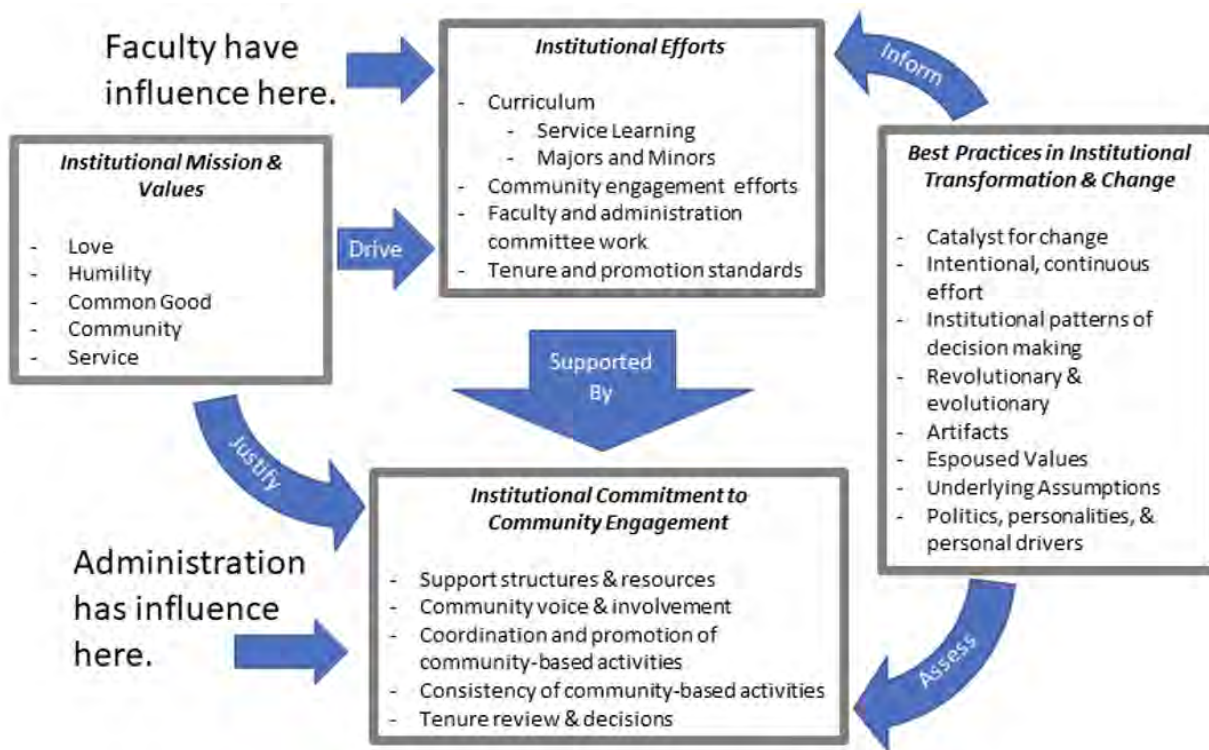 Faculty have
influence here.
Institutional Efforts
- Curriculum
- Service Learning
- Majors and Minors
- Community engagement efforts
- Faculty and administration
committee work
- Tenure and promotion standards
Inform
Institutional Mission &
Values
- Love
- Humility
- Common Good
- Community
- Service
Drive
Best Practices in Institutional
Transformation & Change
- Catalyst for change
- Intentional, continuous
effort
- Institutional patterns of
decision making
- Revolutionary &
evolutionary
- Artifacts
- Espoused Values
- Underlying Assumptions
- Politics, personalities, &
personal drivers
Supported
By
Justify
Institutional Commitment to
Community Engagement
- Support structures & resources
- Community voice & involvement
- Coordination and promotion of
community-based activities
- Consistency of community-based activities
- Tenure review & decisions
Administration
has influence
here.
Assess